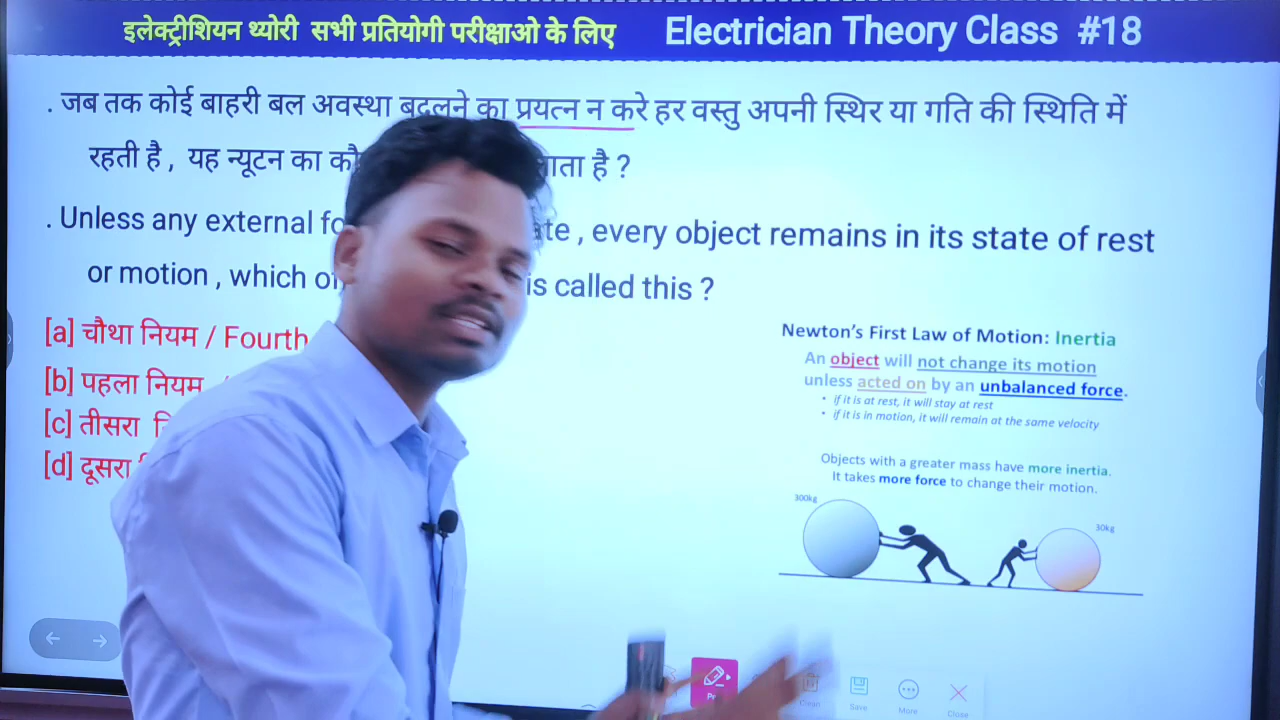 इलेक्ट्रीशियन थ्योरी सभी प्रतियोगी परीक्षाओ के लिए Electrician Theory Class #18
. जब तक कोई बाहरी बल अवस्था बदलने का प्रयत्न न करे हर वस्तु अपनी स्थिर या गति की स्थिति में
रहती है , यह न्यूटन का है ?
. Unless any external , every object remains in its state of rest
or motion , which is called this ?
[a] चौथा नियम / Fourth
[b] पहला नियम
[c] तीसरा
[d] दूसरा
Newton's First Law of Motion: Inertia
An object will not change its motion
unless acted on by an unbalanced force.
• if it is at rest, it will stay at rest
• if it is in motion, it will remain at the same velocity
Objects with a greater mass have more inertia.
It takes more force to change their motion.
300kg
30kg
Clean Save More Close